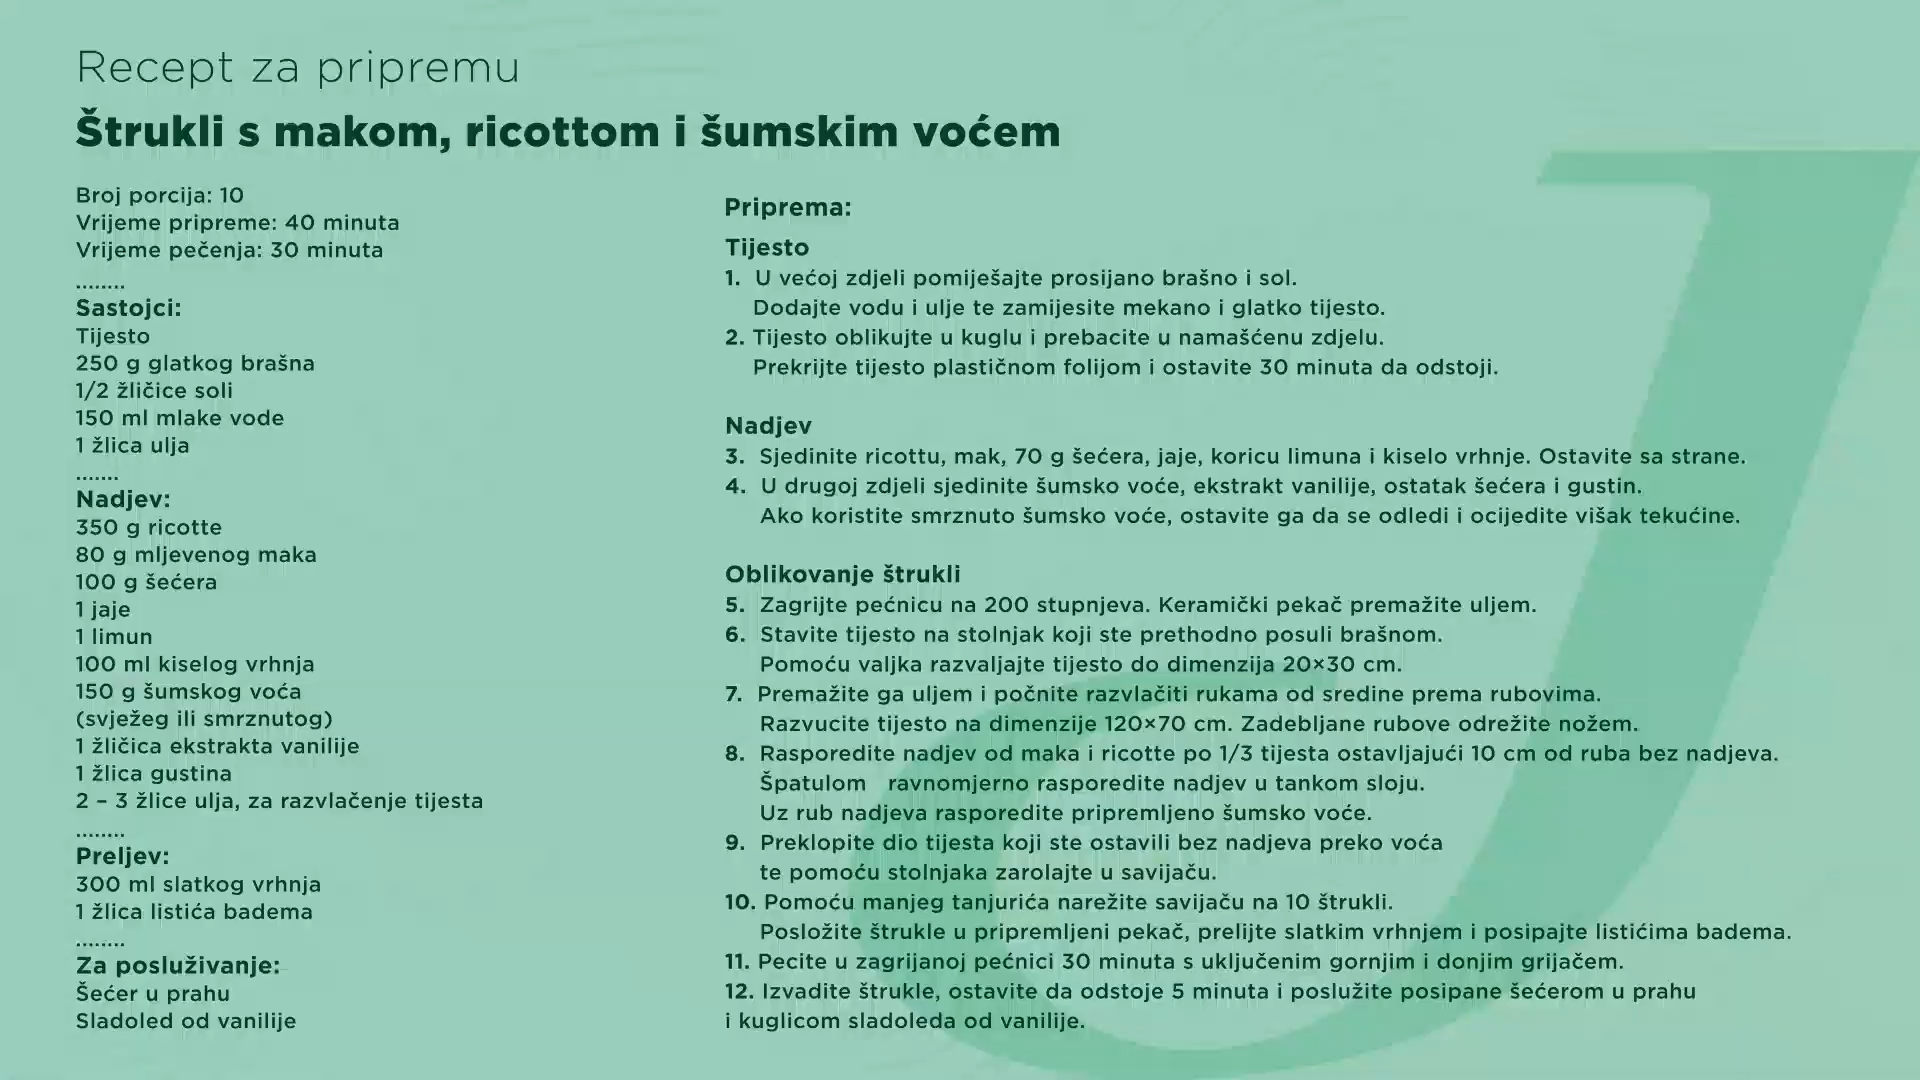 Recept za pripremu
Štrukli s makom, ricottom i šumskim voćem
Broj porcija: 10
Vrijeme pripreme: 40 minuta
Vrijeme pečenja: 30 minuta
........
Sastojci:
Tijesto
250 g glatkog brašna
1/2 žličice soli
150 ml mlake vode
1 žlica ulja
.......
Nadjev:
350 g ricotte
80 g mljevenog maka
100 g šećera
1 jaje
1 limun
100 ml kiselog vrhnja
150 g šumskog voća
(svježeg ili smrznutog)
1 žličica ekstrakta vanilije
1 žlica gustina
2 – 3 žlice ulja, za razvlačenje tijesta
........
Preljev:
300 ml slatkog vrhnja
1 žlica listića badema
........
Za posluživanje:
Šećer u prahu
Sladoled od vanilije
Priprema:
Tijesto
1. U većoj zdjeli pomiješajte prosijano brašno i sol.
Dodajte vodu i ulje te zamijesite mekano i glatko tijesto.
2. Tijesto oblikujte u kuglu i prebacite u namašćenu zdjelu.
Prekrijte tijesto plastičnom folijom i ostavite 30 minuta da odstoji.
Nadjev
3. Sjedinite ricottu, mak, 70 g šećera, jaje, koricu limuna i kiselo vrhnje. Ostavite sa strane.
4. U drugoj zdjeli sjedinite šumsko voće, ekstrakt vanilije, ostatak šećera i gustin.
Ako koristite smrznuto šumsko voće, ostavite ga da se odledi i ocijedite višak tekućine.
Oblikovanje štrukli
5. Zagrijte pećnicu na 200 stupnjeva. Keramički pekač premažite uljem.
6. Stavite tijesto na stolnjak koji ste prethodno posuli brašnom.
Pomoću valjka razvaljajte tijesto do dimenzija 20×30 cm.
7. Premažite ga uljem i počnite razvlačiti rukama od sredine prema rubovima.
Razvucite tijesto na dimenzije 120×70 cm. Zadebljane rubove odrežite nožem.
8. Rasporedite nadjev od maka i ricotte po 1/3 tijesta ostavljajući 10 cm od ruba bez nadjeva.
Špatulom ravnomjerno rasporedite nadjev u tankom sloju.
Uz rub nadjeva rasporedite pripremljeno šumsko voće.
9. Preklopite dio tijesta koji ste ostavili bez nadjeva preko voća
te pomoću stolnjaka zarolajte u savijaču.
10. Pomoću manjeg tanjurića narežite savijaču na 10 štrukli.
Posložite štrukle u pripremljeni pekač, prelijte slatkim vrhnjem i posipajte listićima badema.
11. Pecite u zagrijanoj pećnici 30 minuta s uključenim gornjim i donjim grijačem.
12. Izvadite štrukle, ostavite da odstoje 5 minuta i poslužite posipane šećerom u prahu
i kuglicom sladoleda od vanilije.